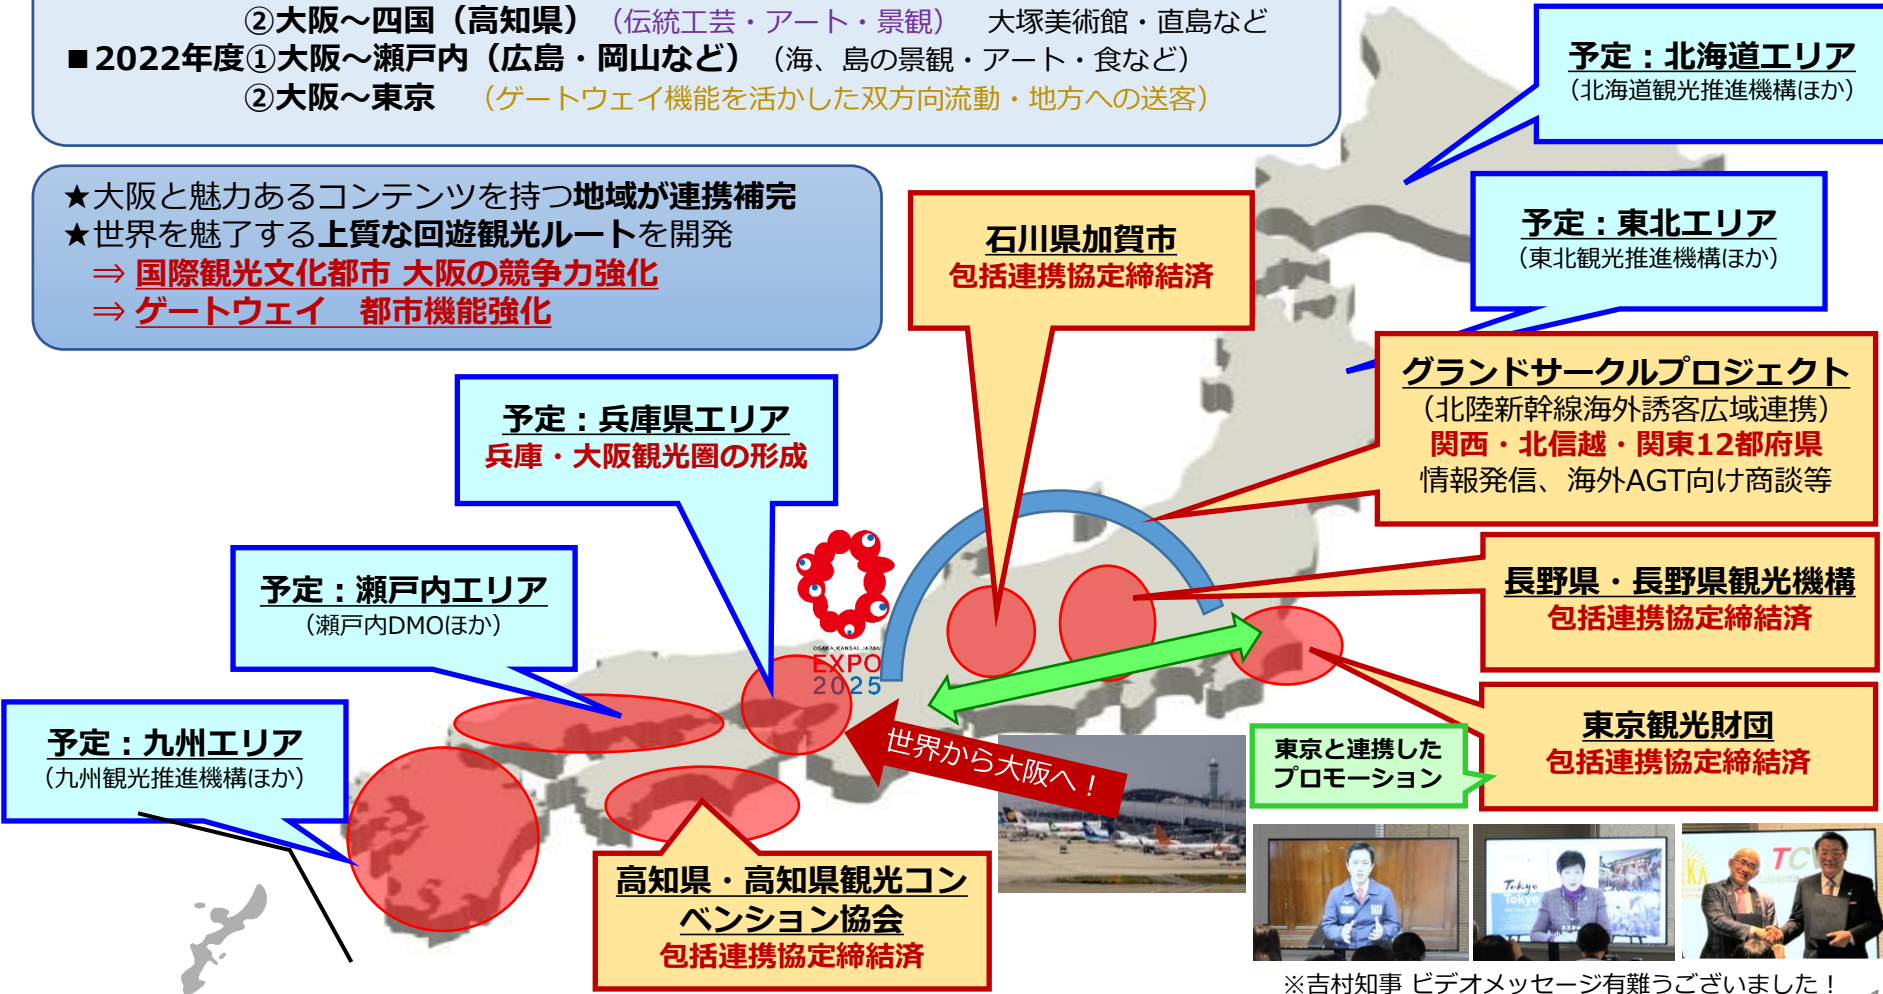 ②大阪～四国（高知県）（伝統工芸・アート・景観）　大塚美術館・直島など
■2022年度①大阪～瀬戸内（広島・岡山など）（海、島の景観・アート・食など）
②大阪～東京　（ゲートウェイ機能を活かした双方向流動・地方への送客）
★大阪と魅力あるコンテンツを持つ地域が連携補完
★世界を魅了する上質な回遊観光ルートを開発
⇒ 国際観光文化都市 大阪の競争力強化
⇒ ゲートウェイ　都市機能強化
予定：北海道エリア
（北海道観光推進機構ほか）
予定：東北エリア
（東北観光推進機構ほか）
石川県加賀市
包括連携協定締結済
グランドサークルプロジェクト
（北陸新幹線海外誘客広域連携）
関西・北信越・関東12都府県
情報発信、海外AGT向け商談等
予定：兵庫県エリア
兵庫・大阪観光圏の形成
予定：瀬戸内エリア
（瀬戸内DMOほか）
OSAKA, KANSAI, JAPAN
EXPO
2025
長野県・長野県観光機構
包括連携協定締結済
東京観光財団
包括連携協定締結済
東京と連携した
プロモーション
世界から大阪へ！
予定：九州エリア
（九州観光推進機構ほか）
高知県・高知県観光コン
ベンション協会
包括連携協定締結済
Tokyo
Tokyo
※吉村知事 ビデオメッセージ有難うございました！